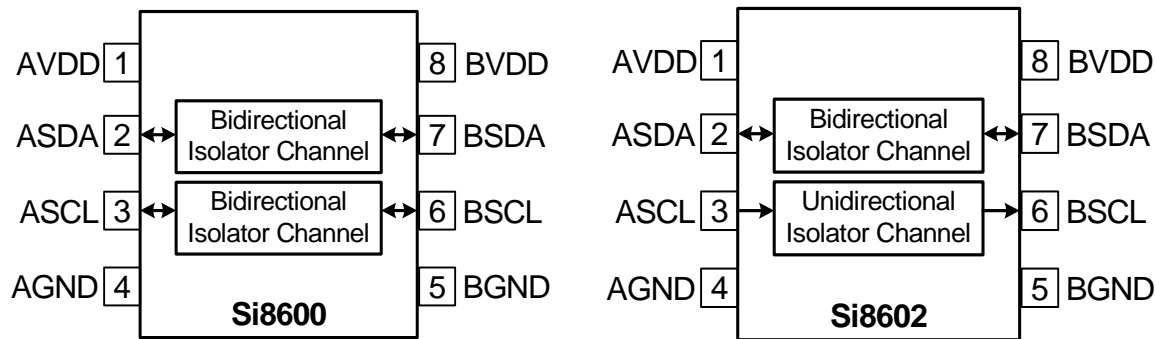 AVDD 1 8 BVDD
ASDA 2 Bidirectional Isolator Channel 7 BSDA
ASCL 3 Bidirectional Isolator Channel 6 BSCL
AGND 4 5 BGND
Si8600
AVDD 1 8 BVDD
ASDA 2 Bidirectional Isolator Channel 7 BSDA
ASCL 3 Unidirectional Isolator Channel 6 BSCL
AGND 4 5 BGND
Si8602